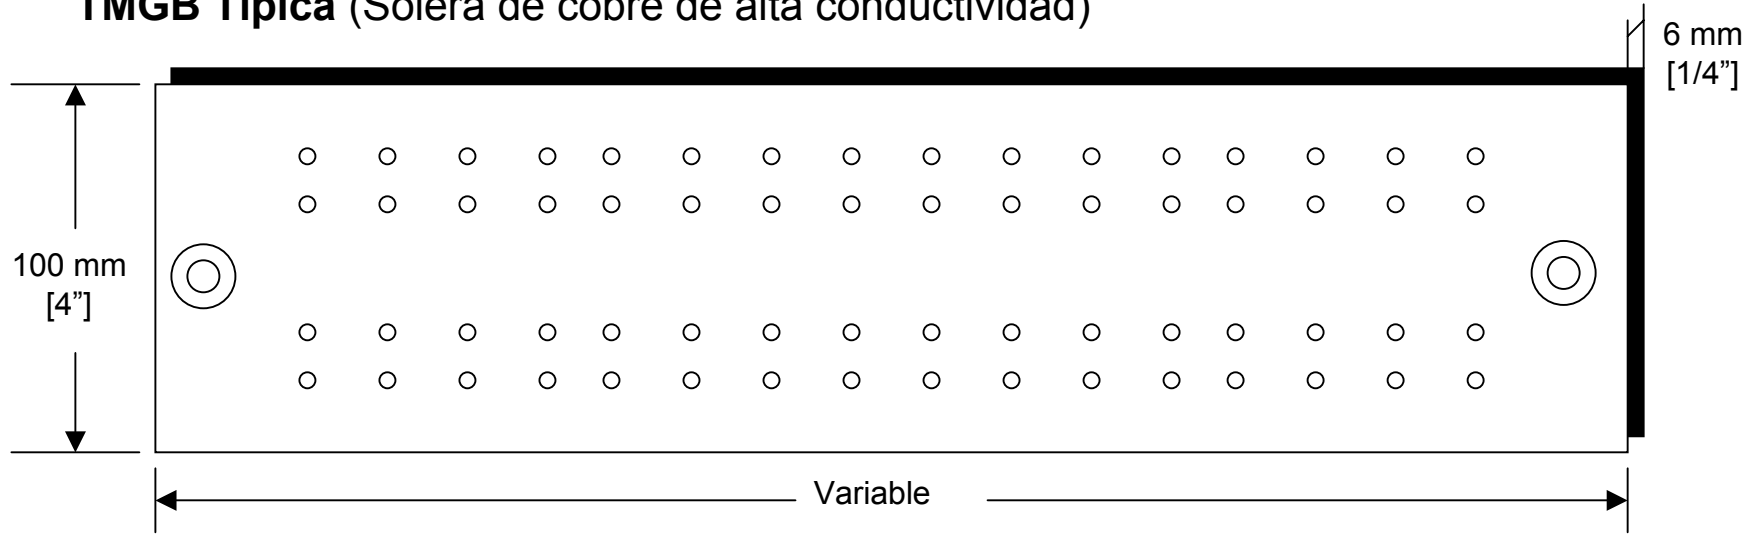 TMGB Típica (Solera de cobre de alta conductividad)
6 mm
[1/4”]
100 mm
[4”]
Variable